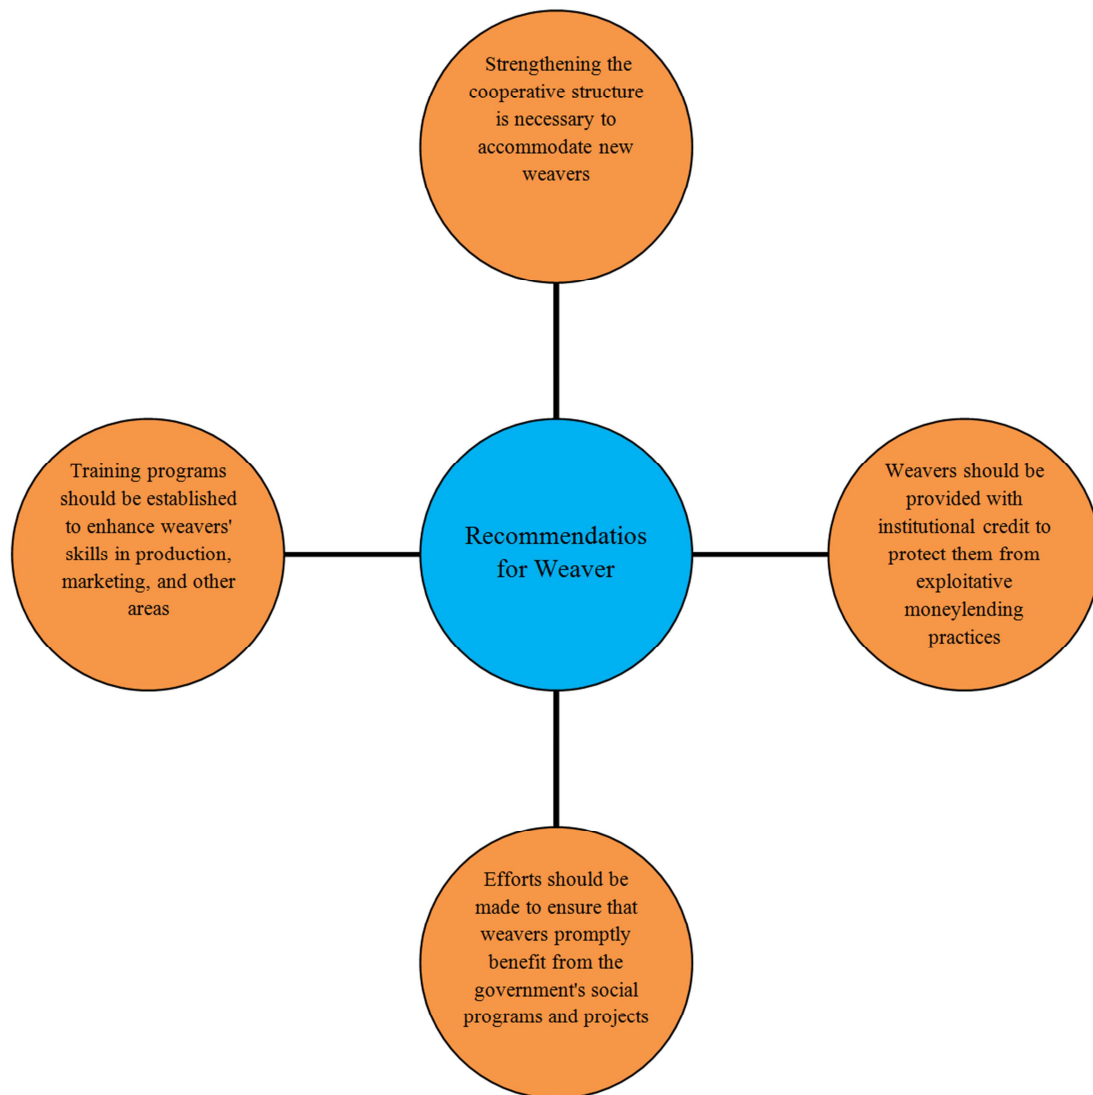 Strengthening the
cooperative structure
is necessary to
accommodate new
weavers
Training programs
should be established
to enhance weavers'
skills in production,
marketing, and other
areas
Recommendatios
for Weaver
Weavers should be
provided with
institutional credit to
protect them from
exploitative
moneylending
practices
Efforts should be
made to ensure that
weavers promptly
benefit from the
government's social
programs and projects